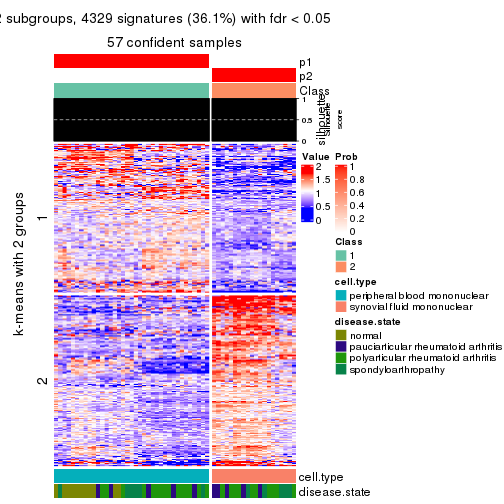 2 subgroups, 4329 signatures (36.1%) with fdr < 0.05
57 confident samples
p1
p2
Class
1
0.5
0
silhouette
score
k-means with 2 groups
1
2
Value
2
1.5
1
0.5
0
Prob
1
0.8
0.6
0.4
0.2
0
Class
1
2
cell.type
peripheral blood mononuclear
synovial fluid mononuclear
disease.state
normal
pauciarticular rheumatoid arthritis
polyarticular rheumatoid arthritis
spondyloarthropathy
cell.type
disease.state